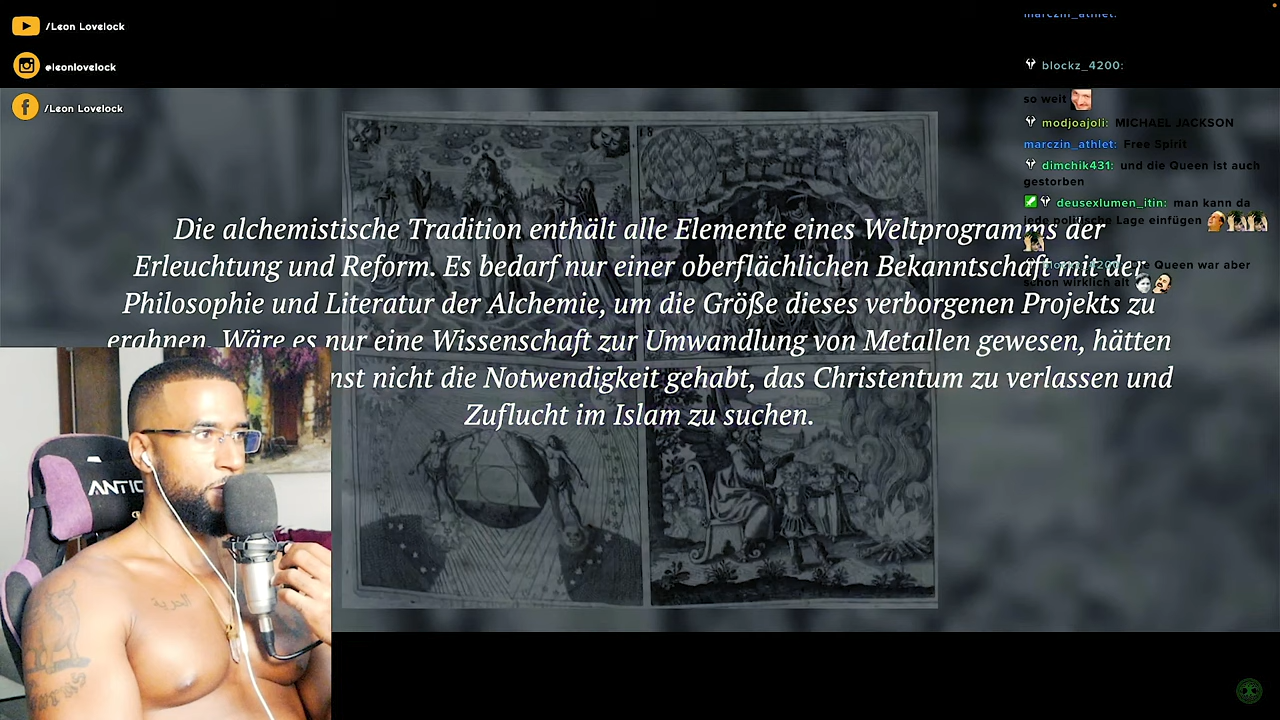 /Leon Lovelock
@leonlovelock
/Leon Lovelock
marczin_athlet:
blockz_4200:
so weit
modjoajoli: MICHAEL JACKSON
marczin_athlet: Free Spirit
dimchik431: und die Queen ist auch
gestorben
deusexlumen_itin: man kann da
jede politische Lage einfügen
Queen war aber
schon wirklich alt
17
18
Die alchemistische Tradition enthält alle Elemente eines Weltprogramms der
Erleuchtung und Reform. Es bedarf nur einer oberflächlichen Bekanntschaft mit der
Philosophie und Literatur der Alchemie, um die Größe dieses verborgenen Projekts zu
erahnen. Wäre es nur eine Wissenschaft zur Umwandlung von Metallen gewesen, hätten
nst nicht die Notwendigkeit gehabt, das Christentum zu verlassen und
Zuflucht im Islam zu suchen.
ANTIC